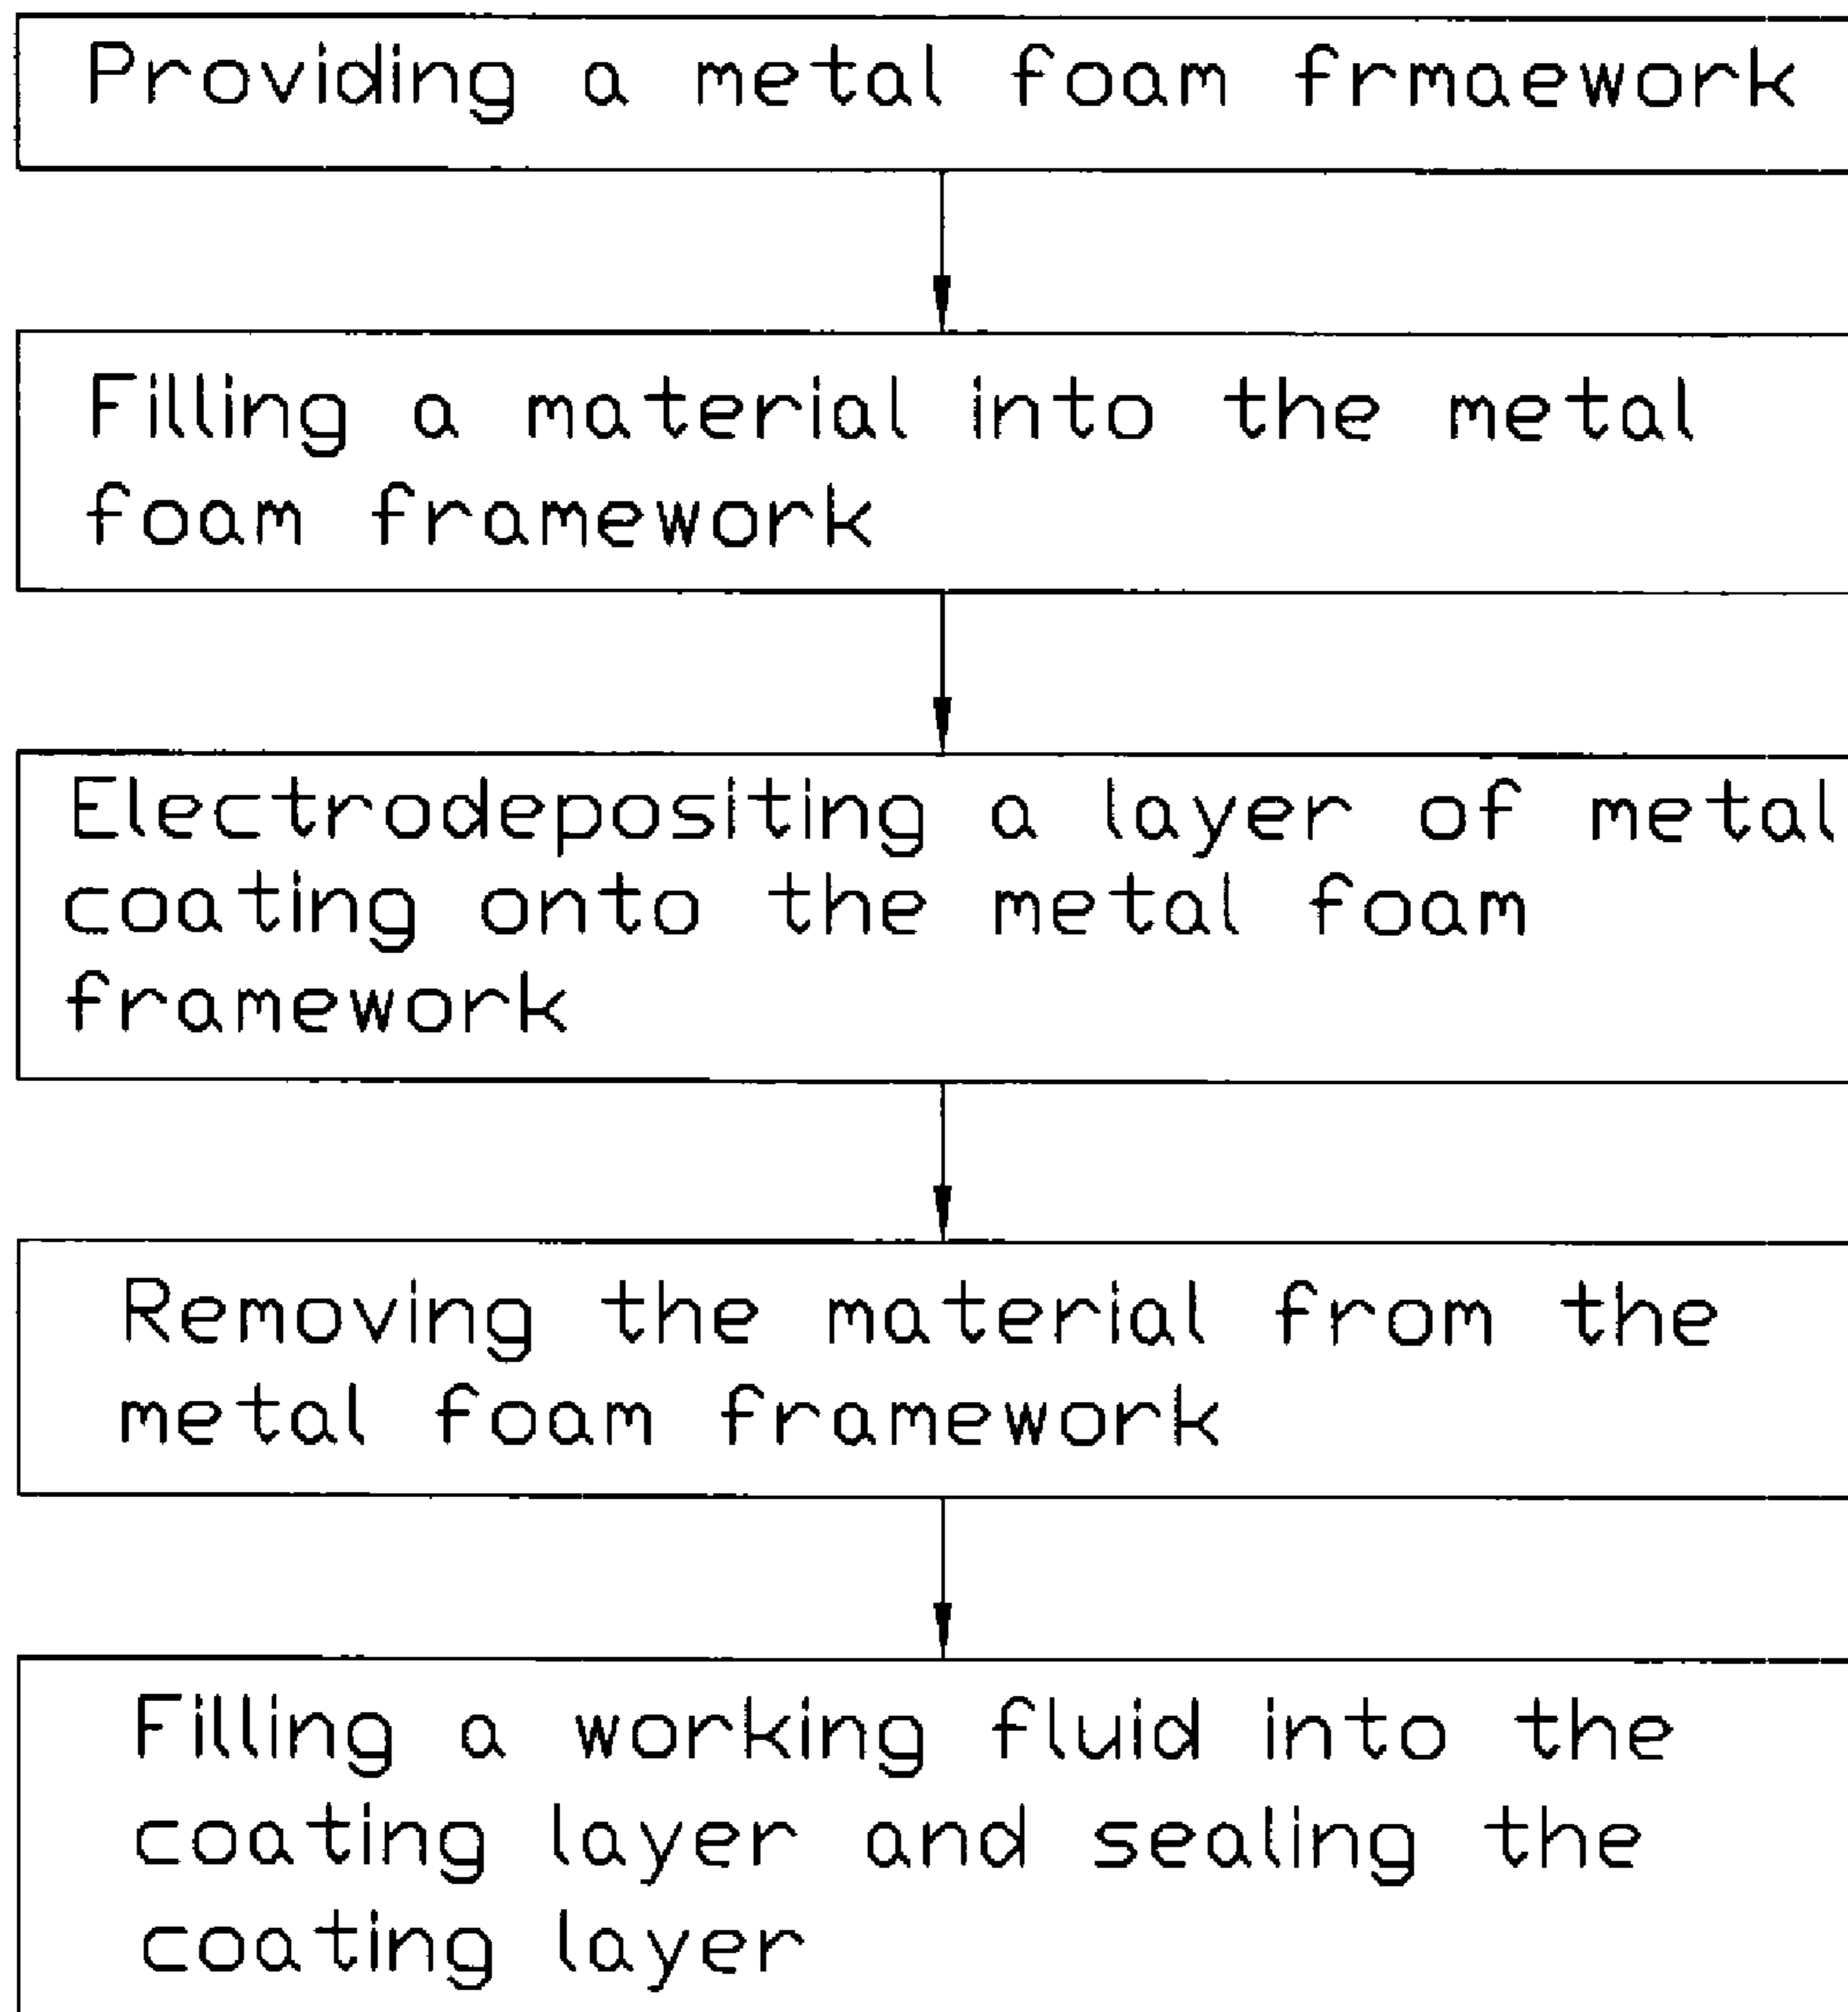 Providing a metal foam frmaework
Filling a material into the metal
foam framework
Electrodepositing a layer of metal
coating onto the metal foam
framework
Removing the material from the
metal foam framework
Filling a working fluid into the
coating layer and sealing the
coating layer